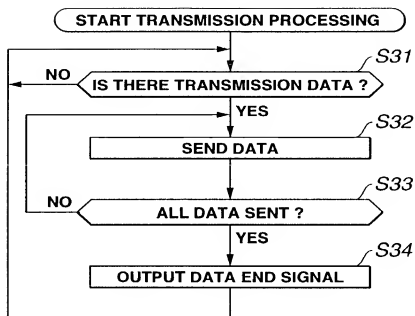 START TRANSMISSION PROCESSING
S31
NO
IS THERE TRANSMISSION DATA ?
YES
S32
SEND DATA
S33
NO
ALL DATA SENT ?
YES
S34
OUTPUT DATA END SIGNAL